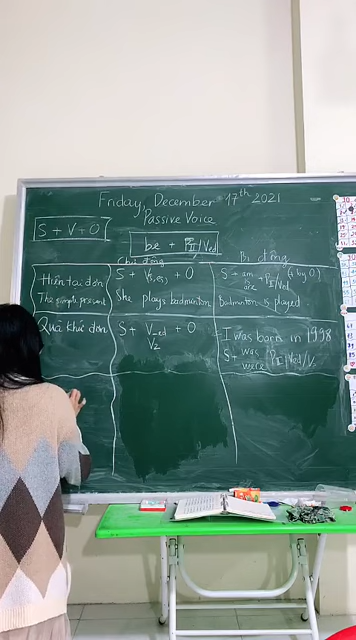 Friday, December 17th 2021
Passive Voice
S + V + O
be + PII/Ved
Chủ động
Bị động
Hiện tại đơn
The simple present
S + V(s,es) + O
She plays badminton
S + am is are + PII/Ved (+ by O)
Badminton is played
Quá khứ đơn
S + V_ed + O
V2
I was born in 1998
S + was were PII/Ved/V3